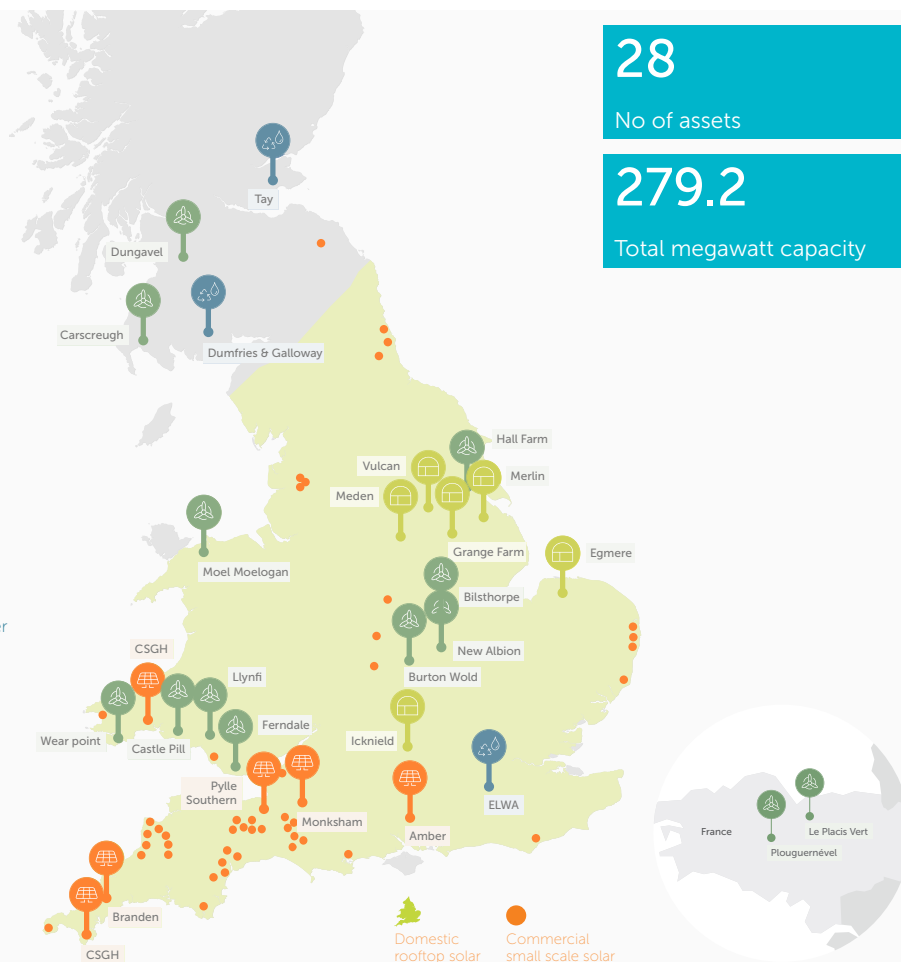 28
No of assets
279.2
Total megawatt capacity
Tay
Dungavel
Carscreugh
Dumfries & Galloway
Hall Farm
Vulcan
Merlin
Meden
Grange Farm
Egmere
Moel Moelogan
Bilsthorpe
New Albion
Burton Wold
CSGH
Llynfi
Ferndale
Wear point
Castle Pill
Icknield
Pylle
Southern
ELWA
Monksham
Amber
France
Le Placis Vert
Plouguernével
Branden
CSGH
Domestic
rooftop solar
Commercial
small scale solar